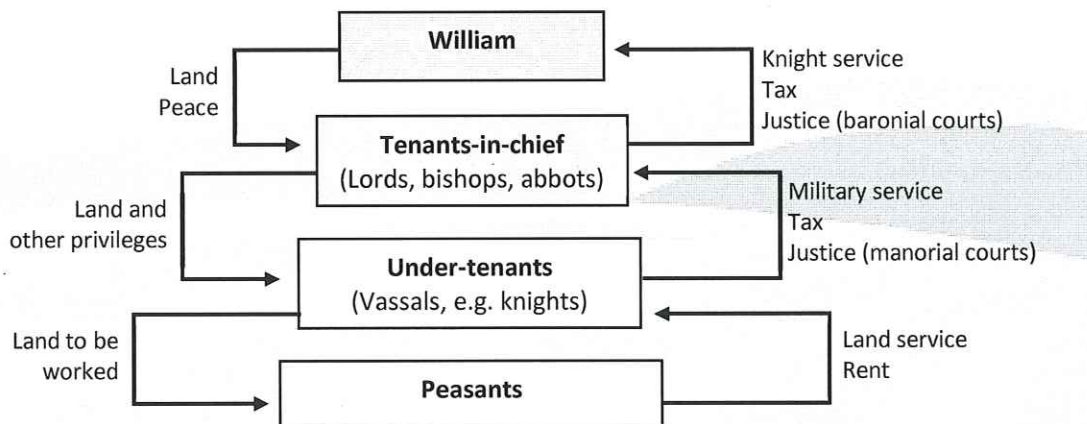 William
Land
Peace
Knight service
Tax
Justice (baronial courts)
Tenants-in-chief
(Lords, bishops, abbots)
Land and
other privileges
Military service
Tax
Justice (manorial courts)
Under-tenants
(Vassals, e.g. knights)
Land to be
worked
Land service
Rent
Peasants